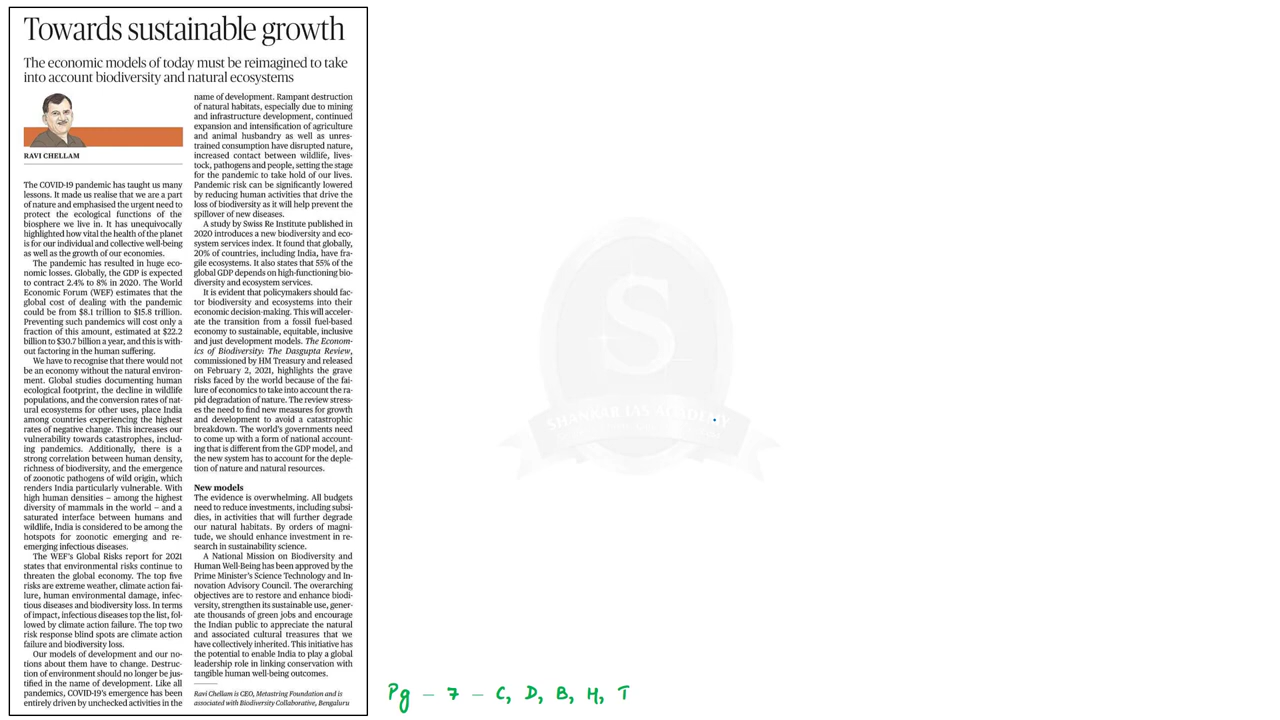 Towards sustainable growth
The economic models of today must be reimagined to take
into account biodiversity and natural ecosystems
RAVI CHELLAM
The COVID-19 pandemic has taught us many
lessons. It made us realise that we are a part
of nature and emphasised the urgent need to
protect the ecological functions of the
biosphere we live in. It has unequivocally
highlighted how vital the health of the planet
is for our individual and collective well-being
as well as the growth of our economies.
The pandemic has resulted in huge eco-
nomic losses. Globally, the GDP is expected
to contract 2.4% to 8% in 2020. The World
Economic Forum (WEF) estimates that the
global cost of dealing with the pandemic
could be from $8.1 trillion to $15.8 trillion.
Preventing such pandemics will cost only a
fraction of this amount, estimated at $22.2
billion to $30.7 billion a year, and this is with-
out factoring in the human suffering.
We have to recognise that there would not
be an economy without the natural environ-
ment. Global studies documenting human
ecological footprint, the decline in wildlife
populations, and the conversion rates of nat-
ural ecosystems for other uses, place India
among countries experiencing the highest
rates of negative change. This increases our
vulnerability towards catastrophes, includ-
ing pandemics. Additionally, there is a
strong correlation between human density,
richness of biodiversity, and the emergence
of zoonotic pathogens of wild origin, which
renders India particularly vulnerable. With
high human densities – among the highest
diversity of mammals in the world – and a
saturated interface between humans and
wildlife, India is considered to be among the
hotspots for zoonotic emerging and re-
emerging infectious diseases.
The WEF's Global Risks report for 2021
states that environmental risks continue to
threaten the global economy. The top five
risks are extreme weather, climate action fai-
lure, human environmental damage, infec-
tious diseases and biodiversity loss. In terms
of impact, infectious diseases top the list, fol-
lowed by climate action failure. The top two
risk response blind spots are climate action
failure and biodiversity loss.
Our models of development and our no-
tions about them have to change. Destruc-
tion of environment should no longer be jus-
tified in the name of development. Like all
pandemics, COVID-19's emergence has been
entirely driven by unchecked activities in the
name of development. Rampant destruction
of natural habitats, especially due to mining
and infrastructure development, continued
expansion and intensification of agriculture
and animal husbandry as well as unres-
trained consumption have disrupted nature,
increased contact between wildlife, lives-
tock, pathogens and people, setting the stage
for the pandemic to take hold of our lives.
Pandemic risk can be significantly lowered
by reducing human activities that drive the
loss of biodiversity as it will help prevent the
spillover of new diseases.
A study by Swiss Re Institute published in
2020 introduces a new biodiversity and eco-
system services index. It found that globally,
20% of countries, including India, have fra-
gile ecosystems. It also states that 55% of the
global GDP depends on high-functioning bio-
diversity and ecosystem services.
It is evident that policymakers should fac-
tor biodiversity and ecosystems into their
economic decision-making. This will acceler-
ate the transition from a fossil fuel-based
economy to sustainable, equitable, inclusive
and just development models. The Econom-
ics of Biodiversity: The Dasgupta Review,
commissioned by HM Treasury and released
on February 2, 2021, highlights the grave
risks faced by the world because of the fai-
lure of economics to take into account the ra-
pid degradation of nature. The review stress-
es the need to find new measures for growth
and development to avoid a catastrophic
breakdown. The world's governments need
to come up with a form of national account-
ing that is different from the GDP model, and
the new system has to account for the deple-
tion of nature and natural resources.
New models
The evidence is overwhelming. All budgets
need to reduce investments, including subsi-
dies, in activities that will further degrade
our natural habitats. By orders of magni-
tude, we should enhance investment in re-
search in sustainability science.
A National Mission on Biodiversity and
Human Well-Being has been approved by the
Prime Minister's Science Technology and In-
novation Advisory Council. The overarching
objectives are to restore and enhance biodi-
versity, strengthen its sustainable use, gener-
ate thousands of green jobs and encourage
the Indian public to appreciate the natural
and associated cultural treasures that we
have collectively inherited. This initiative has
the potential to enable India to play a global
leadership role in linking conservation with
tangible human well-being outcomes.
Ravi Chellam is CEO, Metastring Foundation and is
associated with Biodiversity Collaborative, Bengaluru
S
SHANKAR IAS ACADEMY
Pg – 7 – C, D, B, H, T